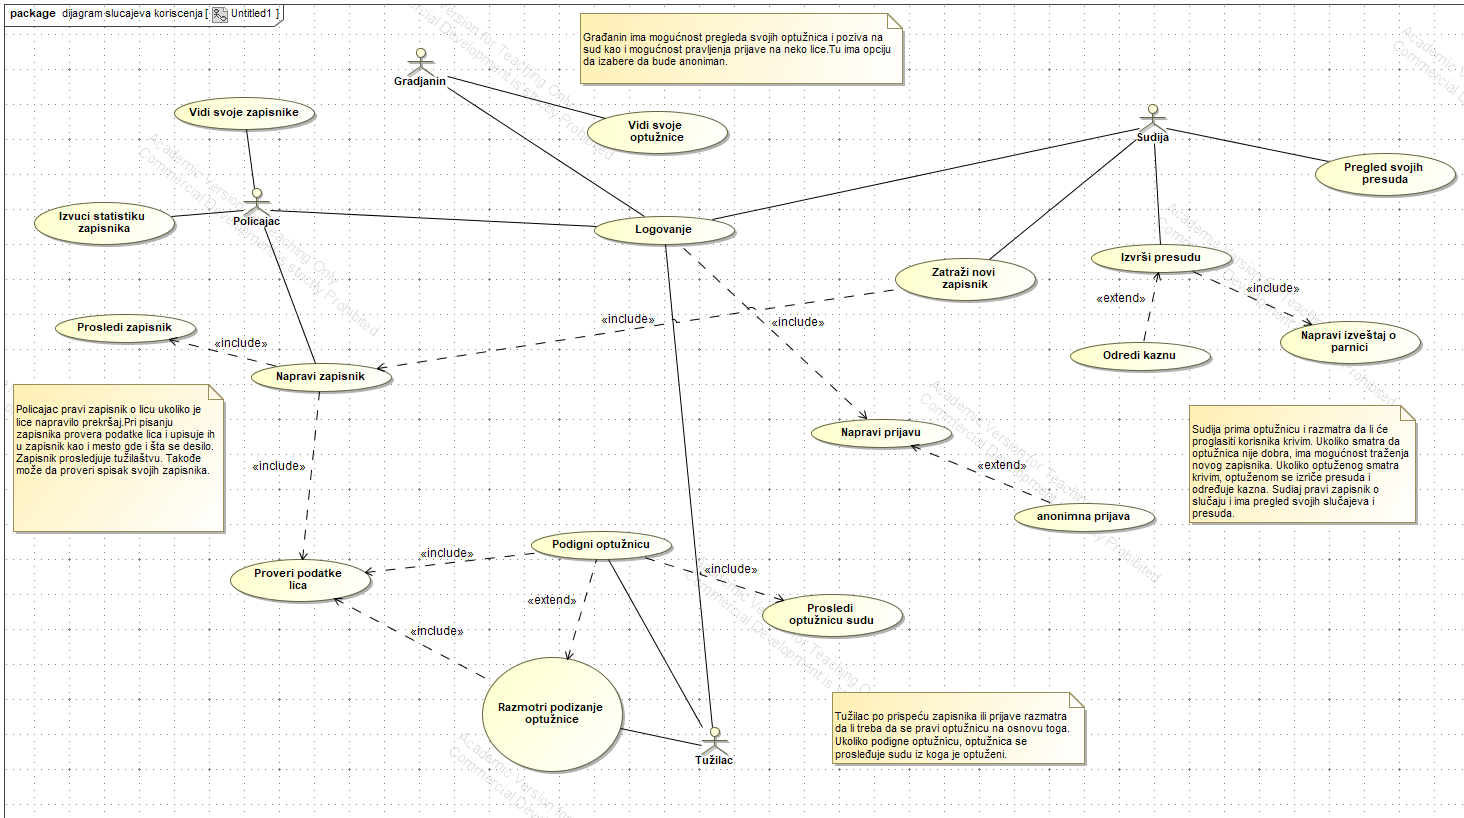 package dijagram slucajeva koriscenja [ Untitled1 ]
Građanin ima mogućnost pregleda svojih optužnica i poziva na
sud kao i mogućnost pravljenja prijave na neko lice.Tu ima opciju
da izabere da bude anoniman.
Gradjanin
Vidi svoje zapisnike
Vidi svoje
optužnice
Sudija
Pregled svojih
presuda
Policajac
Izvuci statistiku
zapisnika
Logovanje
Izvrši presudu
Zatraži novi
zapisnik
«extend»
«include»
«include»
«include»
Prosledi zapisnik
«include»
Napravi izveštaj o
parnici
Odredi kaznu
Napravi zapisnik
Policajac pravi zapisnik o licu ukoliko je
lice napravilo prekršaj.Pri pisanju
zapisnika provera podatke lica i upisuje ih
u zapisnik kao i mesto gde i šta se desilo.
Zapisnik prosledjuje tužilaštvu. Takođe
može da proveri spisak svojih zapisnika.
Napravi prijavu
Sudija prima optužnicu i razmatra da li će
proglasiti korisnika krivim. Ukoliko smatra da
optužnica nije dobra, ima mogućnost traženja
novog zapisnika. Ukoliko optuženog smatra
krivim, optuženom se izriče presuda i
određuje kazna. Sudiaj pravi zapisnik o
slučaju i ima pregled svojih slučajeva i
presuda.
«include»
«extend»
anonimna prijava
Podigni optužnicu
«include»
«include»
Proveri podatke
lica
«extend»
Prosledi
optužnicu sudu
«include»
Razmotri podizanje
optužnice
Tužilac po prispeću zapisnika ili prijave razmatra
da li treba da se pravi optužnicu na osnovu toga.
Ukoliko podigne optužnicu, optužnica se
prosleđuje sudu iz koga je optuženi.
Tužilac
Academic Version for Teaching Only
Commercial Development is strictly Prohibited